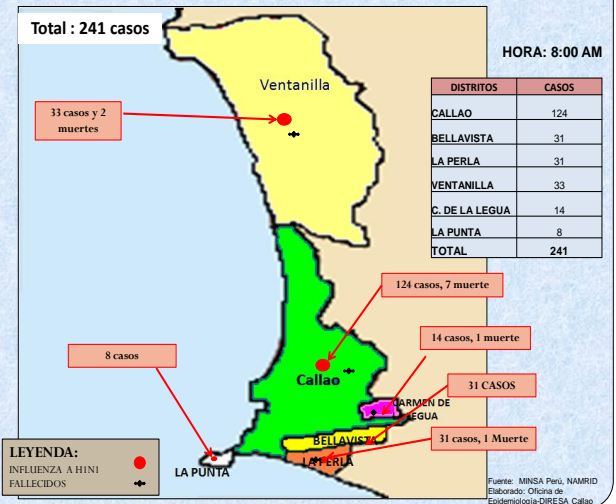 Total : 241 casos
HORA: 8:00 AM
Ventanilla
33 casos y 2
muertes
DISTRITOS CASOS
CALLAO 124
BELLAVISTA 31
LA PERLA 31
VENTANILLA 33
C. DE LA LEGUA 14
LA PUNTA 8
TOTAL 241
124 casos, 7 muerte
14 casos, 1 muerte
8 casos
Callao
31 CASOS
CARMEN DE
EGUA
BELLAVISTA
31 casos, 1 Muerte
LA PERLA
LA PUNTA
LEYENDA:
INFLUENZA A H1N1
FALLECIDOS
Fuente: MINSA Perú, NAMRID
Elaborado: Oficina de
Epidemiología-DIRESA Callao